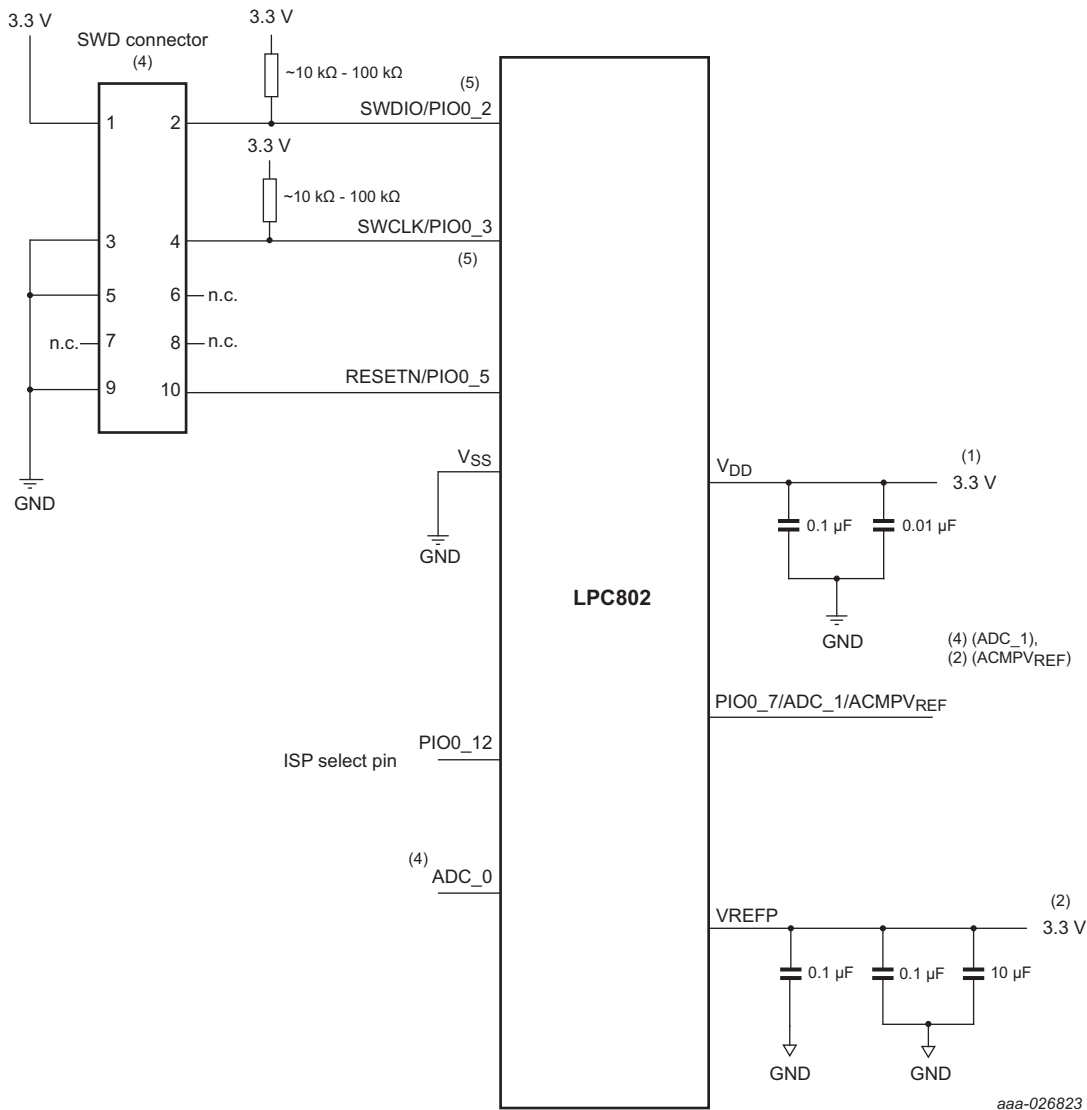 3.3 V
SWD connector
(4)
3.3 V
~10 kΩ - 100 kΩ
(5)
SWDIO/PIO0_2
1
2
3.3 V
~10 kΩ - 100 kΩ
SWCLK/PIO0_3
(5)
3
4
5
6
n.c.
n.c.
7
8
n.c.
9
10
RESETN/PIO0_5
GND
VSS
GND
LPC802
VDD
(1)
3.3 V
0.1 µF
0.01 µF
GND
(4) (ADC_1),
(2) (ACMPVREF)
PIO0_7/ADC_1/ACMPVREF
ISP select pin
PIO0_12
(4)
ADC_0
VREFP
(2)
3.3 V
0.1 µF
0.1 µF
10 µF
GND
GND
aaa-026823